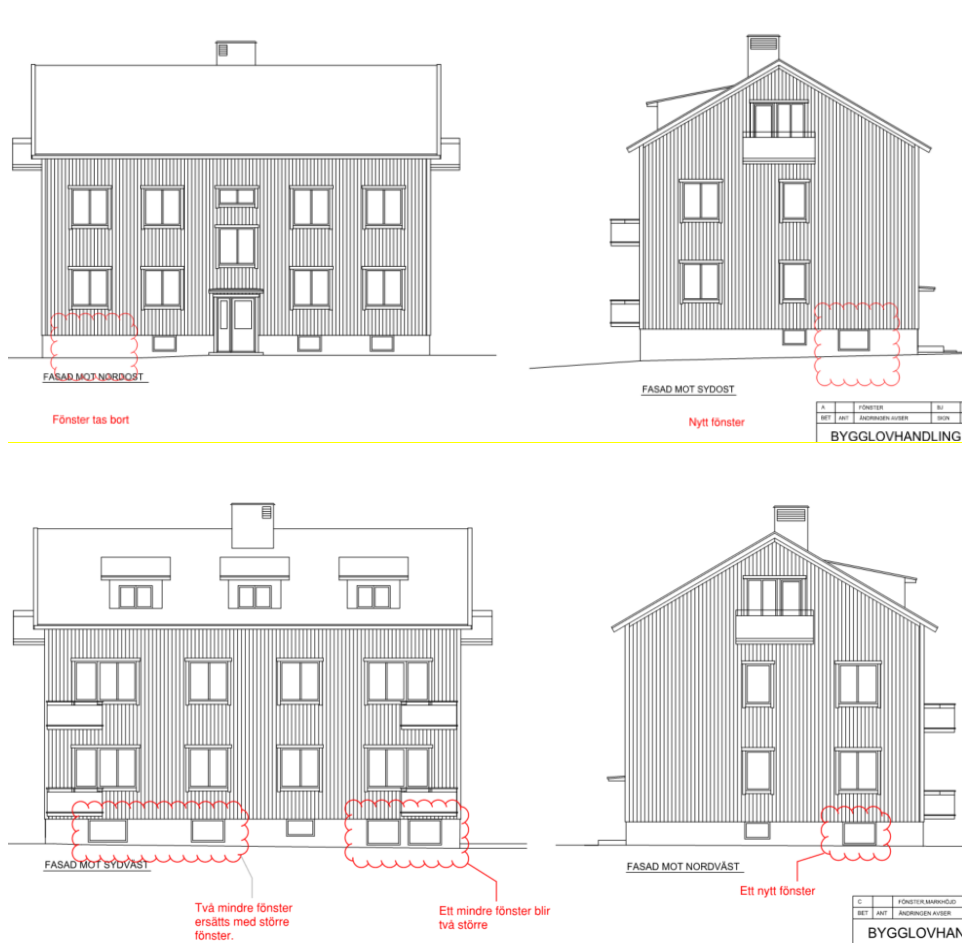 FASAD MOT NORDOST
Fönster tas bort
FASAD MOT SYDOST
Nytt fönster
A FÖNSTER BJ
BET ANT ÄNDRINGEN AVSER SIGN
BYGGLOVHANDLING
FASAD MOT SYDVÄST
Två mindre fönster
ersätts med större
fönster.
Ett mindre fönster blir
två större
FASAD MOT NORDVÄST
Ett nytt fönster
C FÖNSTER,MARKHÖJD
BET ANT ÄNDRINGEN AVSER
BYGGLOVHAN